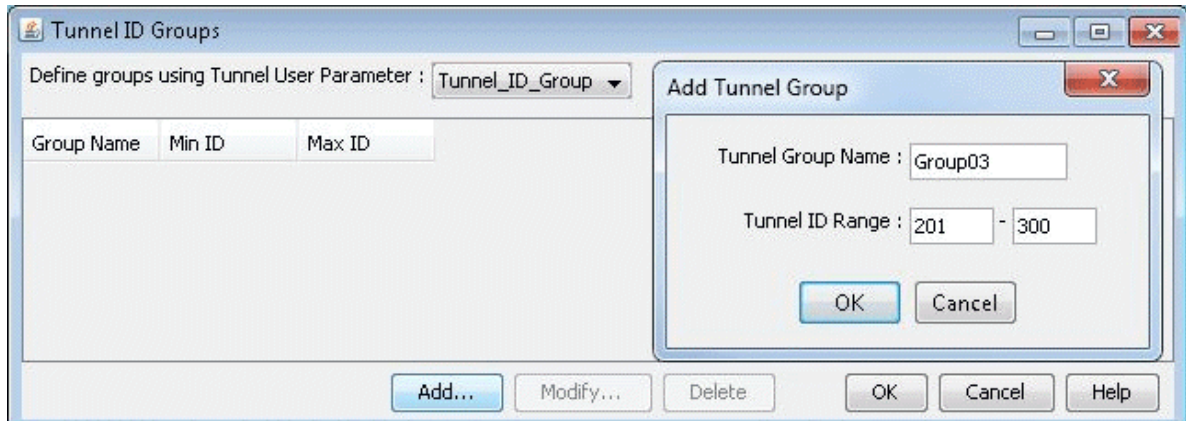 Tunnel ID Groups
Define groups using Tunnel User Parameter : Tunnel_ID_Group
Group Name Min ID Max ID
Add Tunnel Group
Tunnel Group Name : Group03
Tunnel ID Range : 201 - 300
OK Cancel
Add... Modify... Delete OK Cancel Help